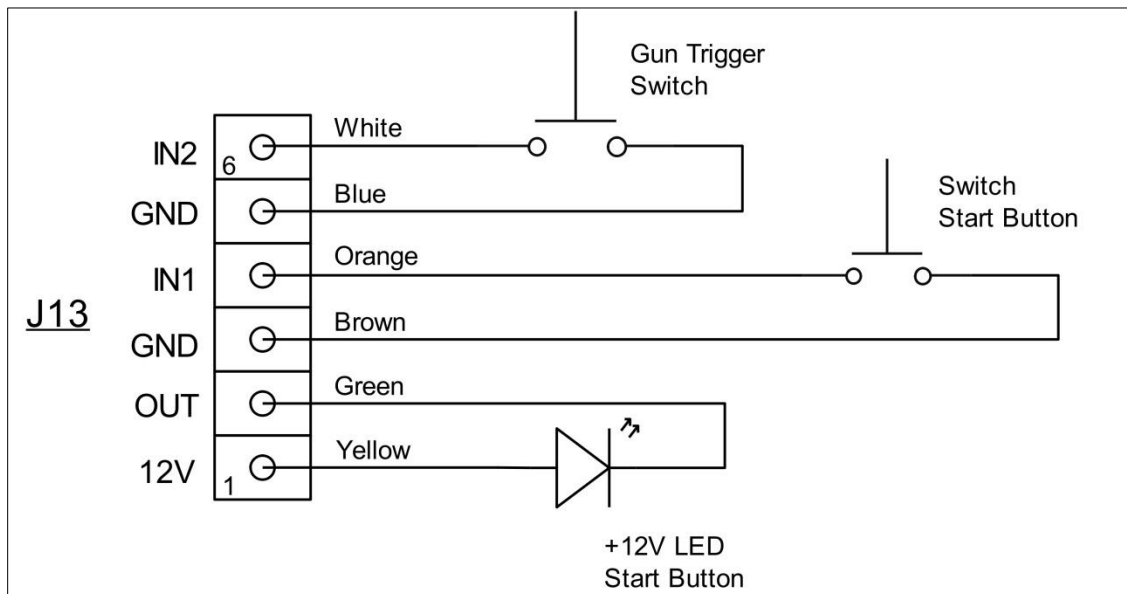 Gun Trigger
Switch
White
IN2
6
Blue
GND
Switch
Start Button
Orange
IN1
J13
Brown
GND
Green
OUT
Yellow
12V
1
+12V LED
Start Button